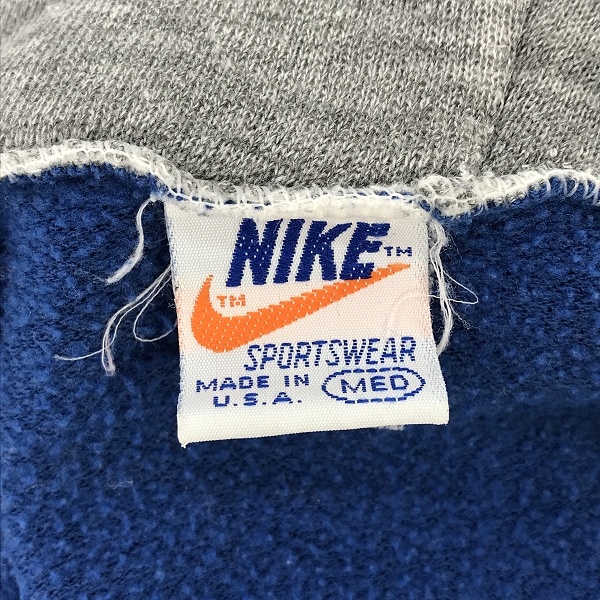 NIKE™
™
SPORTSWEAR
MADE IN
U.S.A.
MED